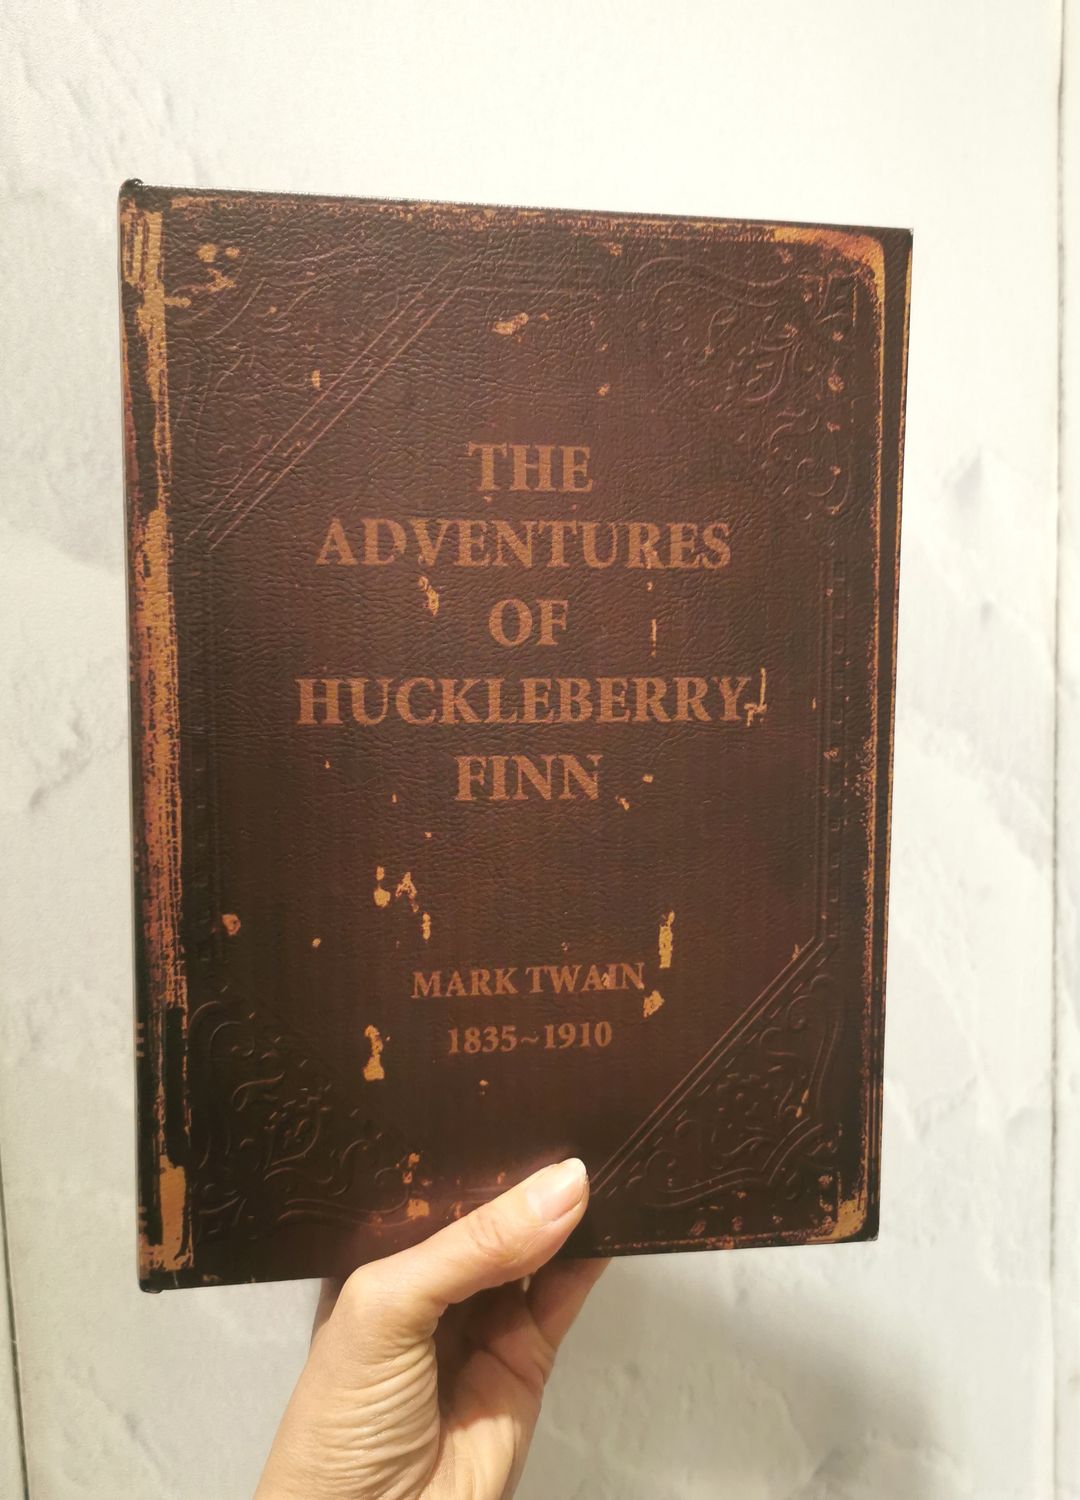 THE
ADVENTURES
OF
HUCKLEBERRY
FINN
MARK TWAIN
1835~1910